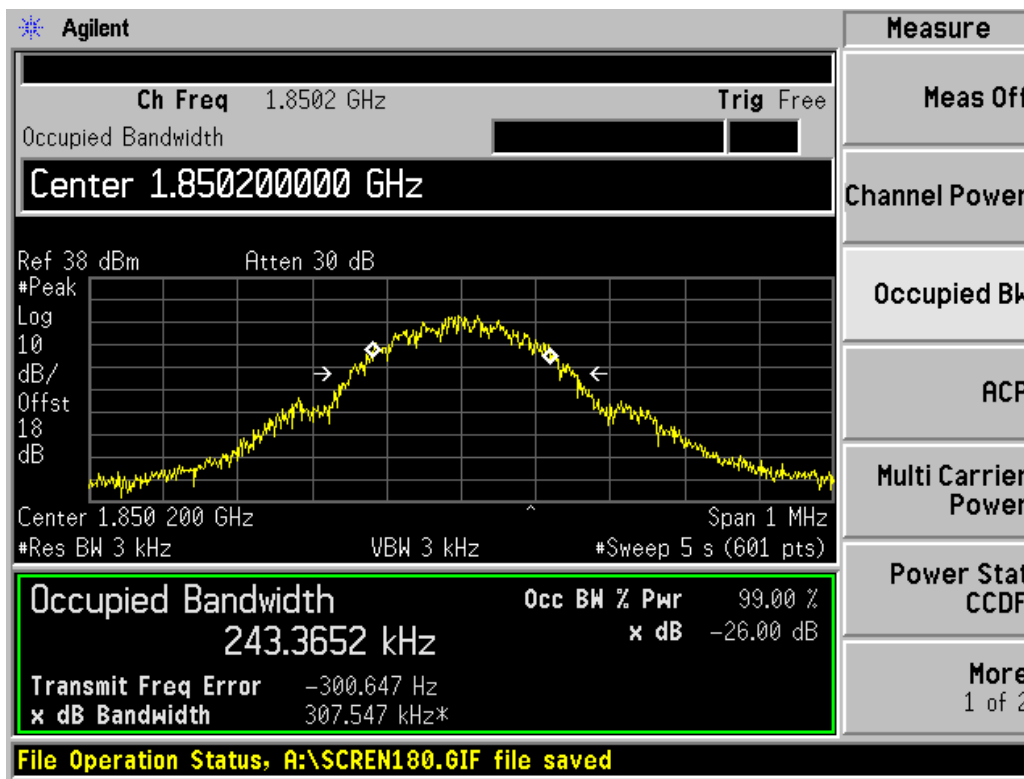 Agilent
Measure
Ch Freq 1.8502 GHz Trig Free
Occupied Bandwidth
Center 1.850200000 GHz
Ref 38 dBm Atten 30 dB
#Peak
Log
10
dB/
Offst
18
dB
Center 1.850 200 GHz Span 1 MHz
#Res BW 3 kHz VBW 3 kHz #Sweep 5 s (601 pts)
Occupied Bandwidth
243.3652 kHz
Occ BW % Pwr 99.00 %
x dB -26.00 dB
Transmit Freq Error -300.647 Hz
x dB Bandwidth 307.547 kHz*
File Operation Status, A:\SCREN180.GIF file saved
Meas Off
Channel Power
Occupied BW
ACP
Multi Carrier
Power
Power Stat
CCDF
More
1 of 2